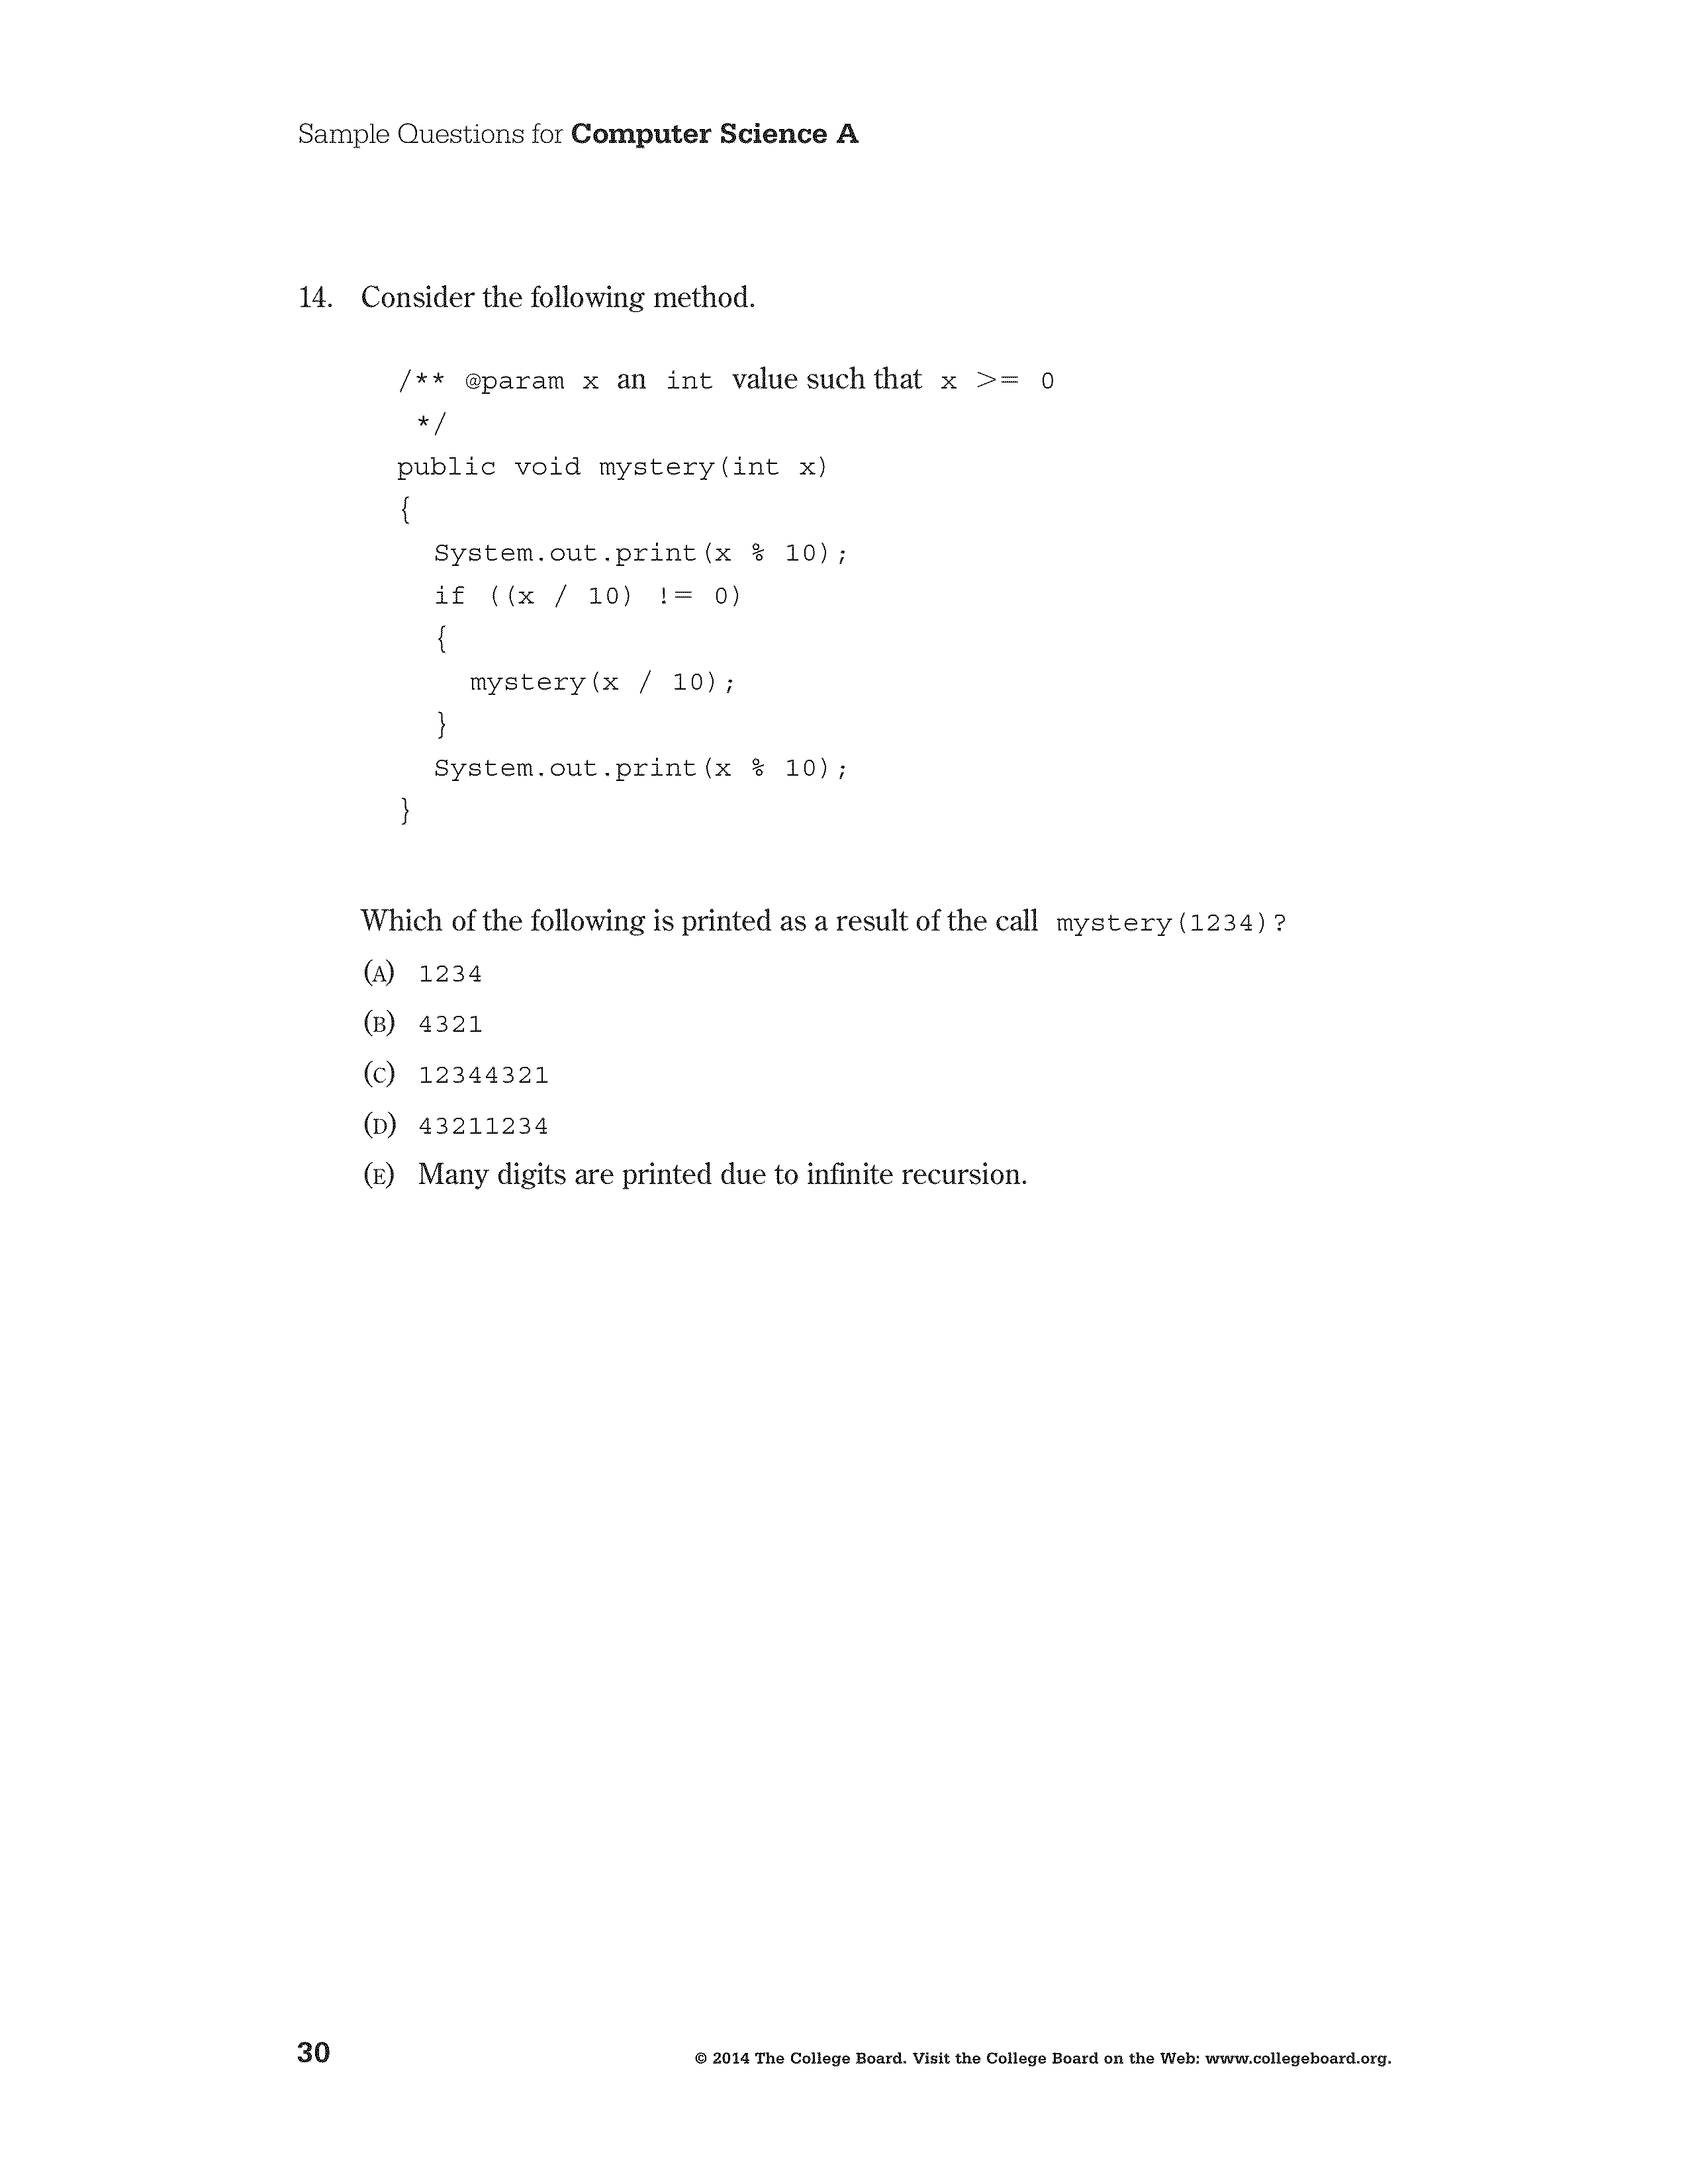 Sample Questions for Computer Science A
14. Consider the following method.
/** @param x an int value such that x >= 0
*/
public void mystery(int x)
{
System.out.print(x % 10);
if ((x / 10) != 0)
{
mystery(x / 10);
}
System.out.print(x % 10);
}
Which of the following is printed as a result of the call mystery(1234)?
(A) 1234
(B) 4321
(C) 12344321
(D) 43211234
(E) Many digits are printed due to infinite recursion.
30 © 2014 The College Board. Visit the College Board on the Web: www.collegeboard.org.